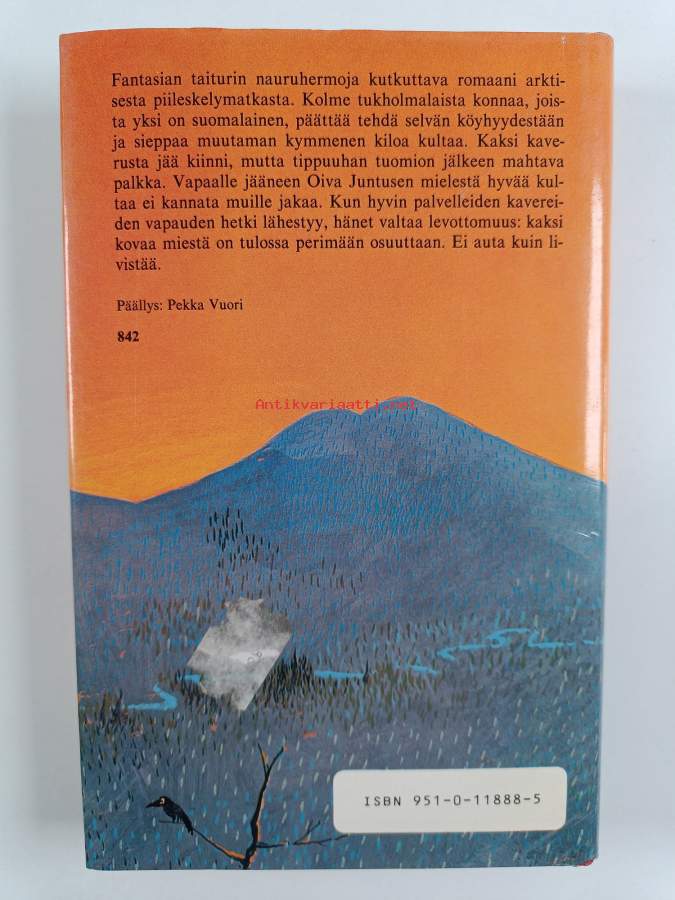 Fantasian taiturin nauruhermoja kutkuttava romaani arkti-
sesta piileskelymatkasta. Kolme tukholmalaista konnaa, jois-
ta yksi on suomalainen, päättää tehdä selvän köyhyydestään
ja sieppaa muutaman kymmenen kiloa kultaa. Kaksi kave-
rusta jää kiinni, mutta tippuuhan tuomion jälkeen mahtava
palkka. Vapaalle jääneen Oiva Juntusen mielestä hyvää kul-
taa ei kannata muille jakaa. Kun hyvin palvelleiden kaverei-
den vapauden hetki lähestyy, hänet valtaa levottomuus: kaksi
kovaa miestä on tulossa perimään osuuttaan. Ei auta kuin li-
vistää.
Päällys: Pekka Vuori
842
Antikvariaatti.net
ISBN 951-0-11888-5